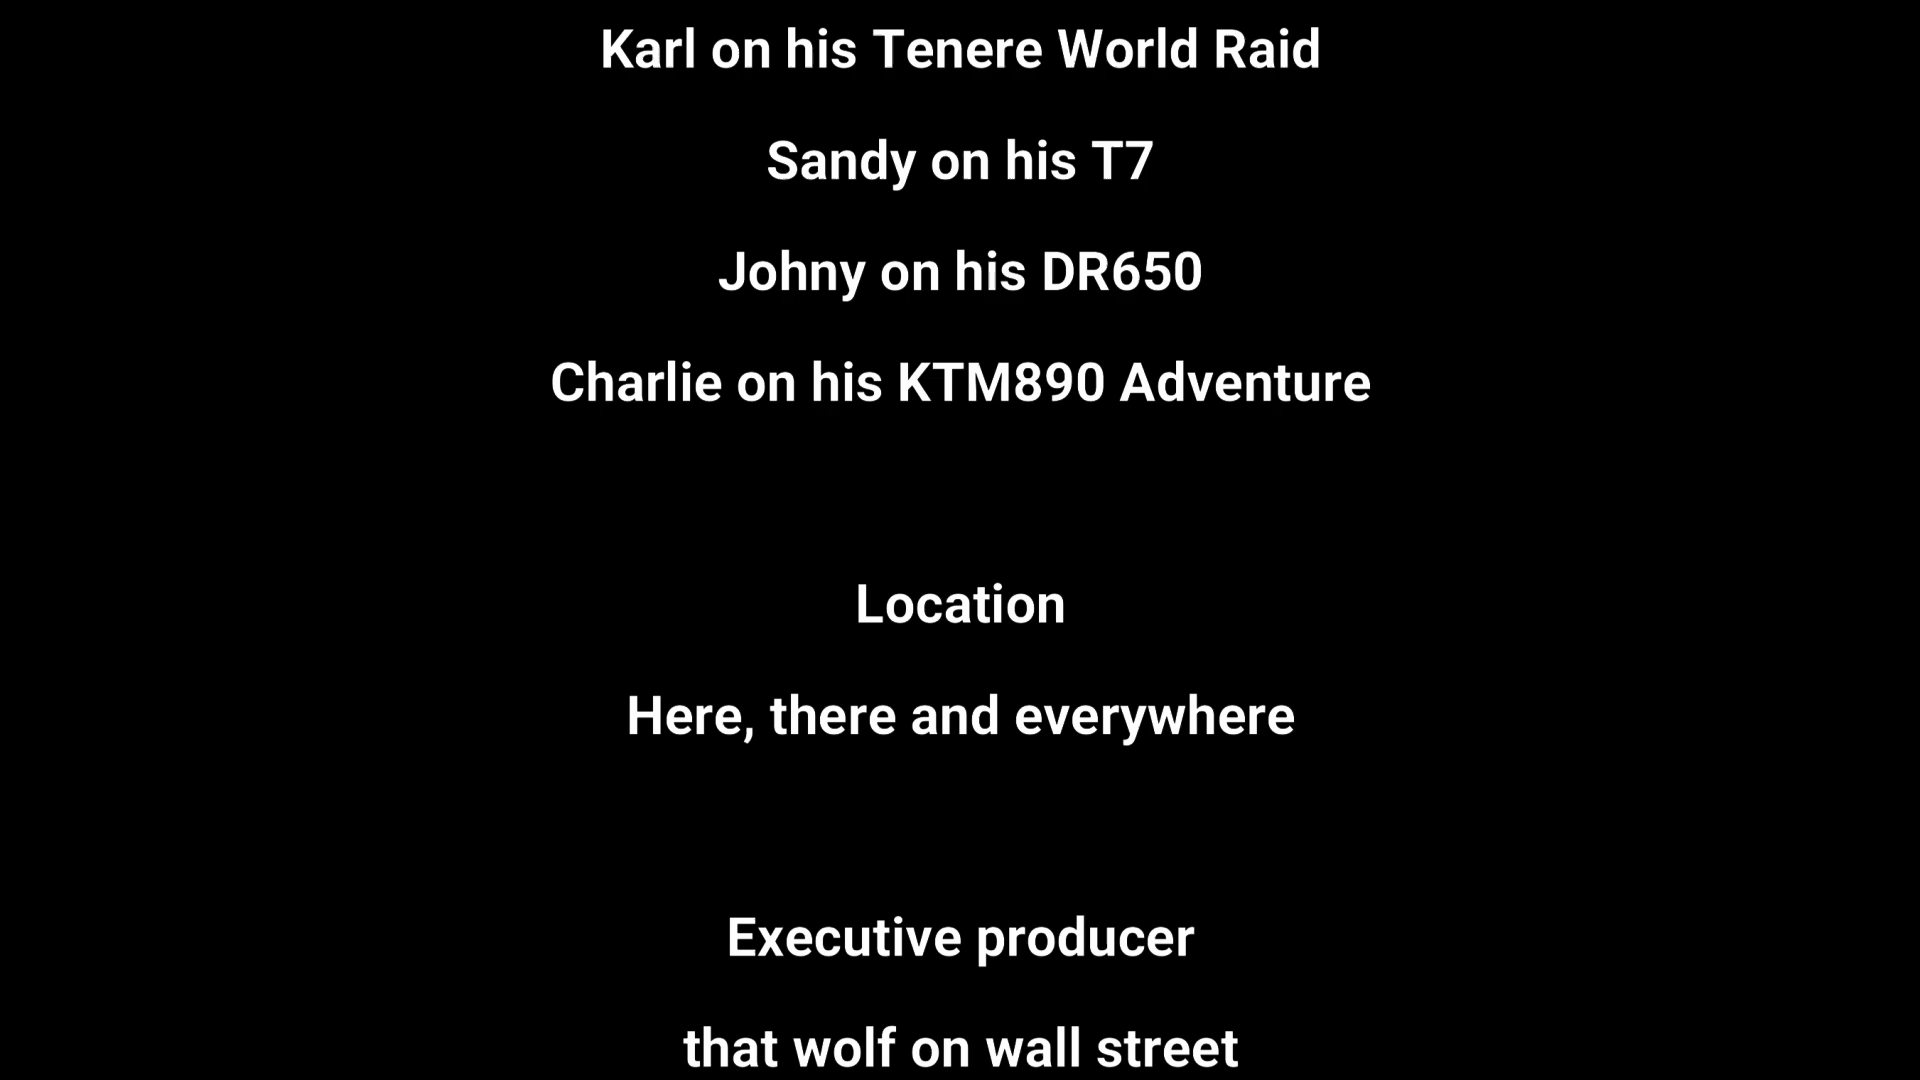 Karl on his Tenere World Raid
Sandy on his T7
Johny on his DR650
Charlie on his KTM890 Adventure
Location
Here, there and everywhere
Executive producer
that wolf on wall street